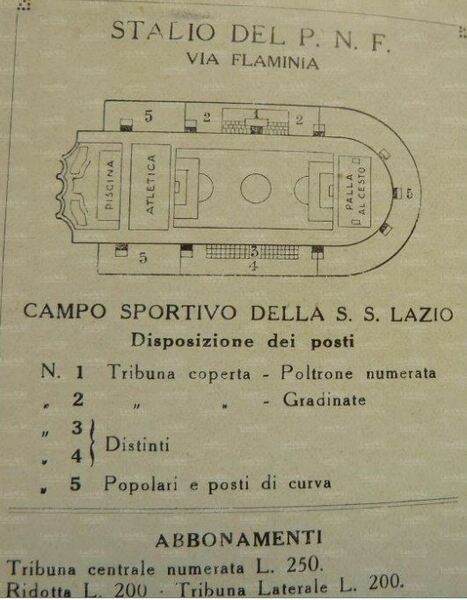 STADIO DEL P. N. F.
VIA FLAMINIA
5
2
1
2
PISCINA
ATLETICA
PALLA
AL CESTO
5
5
3
4
CAMPO SPORTIVO DELLA S. S. LAZIO
Disposizione dei posti
N. 1 Tribuna coperta - Poltrone numerata
„ 2 „ „ - Gradinate
„ 3
Distinti
„ 4
„ 5 Popolari e posti di curva
ABBONAMENTI
Tribuna centrale numerata L. 250.
Ridotta L. 200 - Tribuna Laterale L. 200.